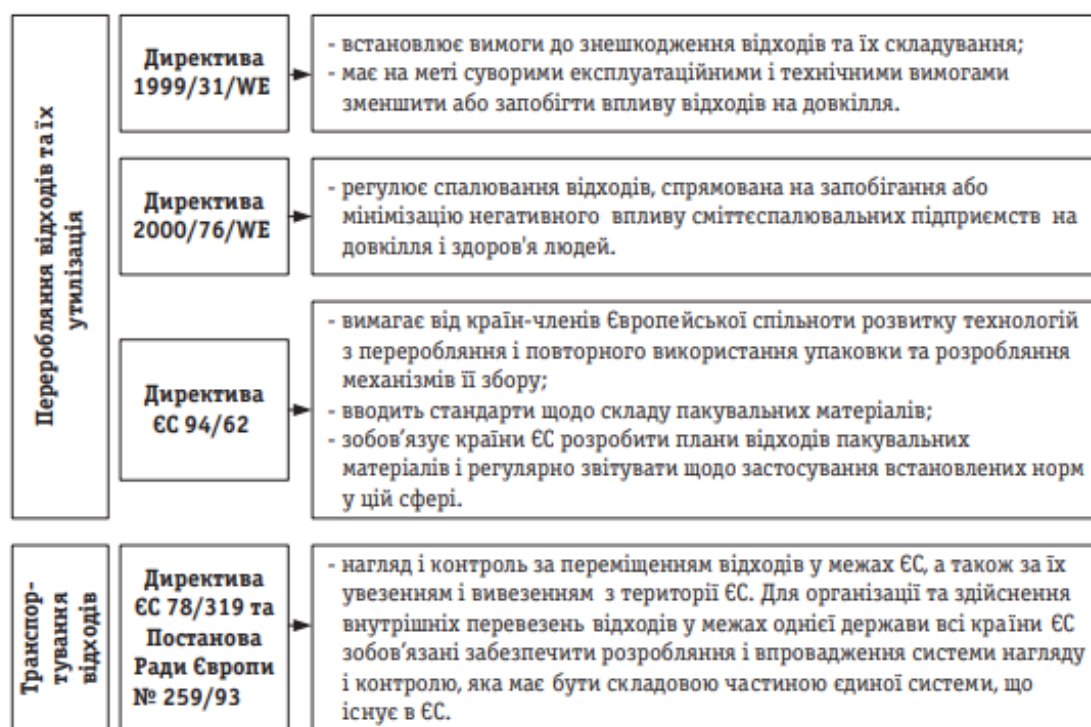 Перероблення відходів та їх
утилізація
Директива
1999/31/WE
- встановлює вимоги до знешкодження відходів та їх складування;
- має на меті суворими експлуатаційними і технічними вимогами
зменшити або запобігти впливу відходів на довкілля.
Директива
2000/76/WE
- регулює спалювання відходів, спрямована на запобігання або
мінімізацію негативного впливу сміттєспалювальних підприємств на
довкілля і здоров'я людей.
Директива
ЄС 94/62
- вимагає від країн-членів Європейської спільноти розвитку технологій
з перероблення і повторного використання упаковки та розроблення
механізмів її збору;
- вводить стандарти щодо складу пакувальних матеріалів;
- зобов’язує країни ЄС розробити плани відходів пакувальних
матеріалів і регулярно звітувати щодо застосування встановлених норм
у цій сфері.
Транспор-
тування
відходів
Директива
ЄС 78/319 та
Постанова
Ради Європи
№ 259/93
- нагляд і контроль за переміщенням відходів у межах ЄС, а також за їх
увезенням і вивезенням з території ЄС. Для організації та здійснення
внутрішніх перевезень відходів у межах однієї держави всі країни ЄС
зобов’язані забезпечити розробляння і впровадження системи нагляду
і контролю, яка має бути складовою частиною єдиної системи, що
існує в ЄС.